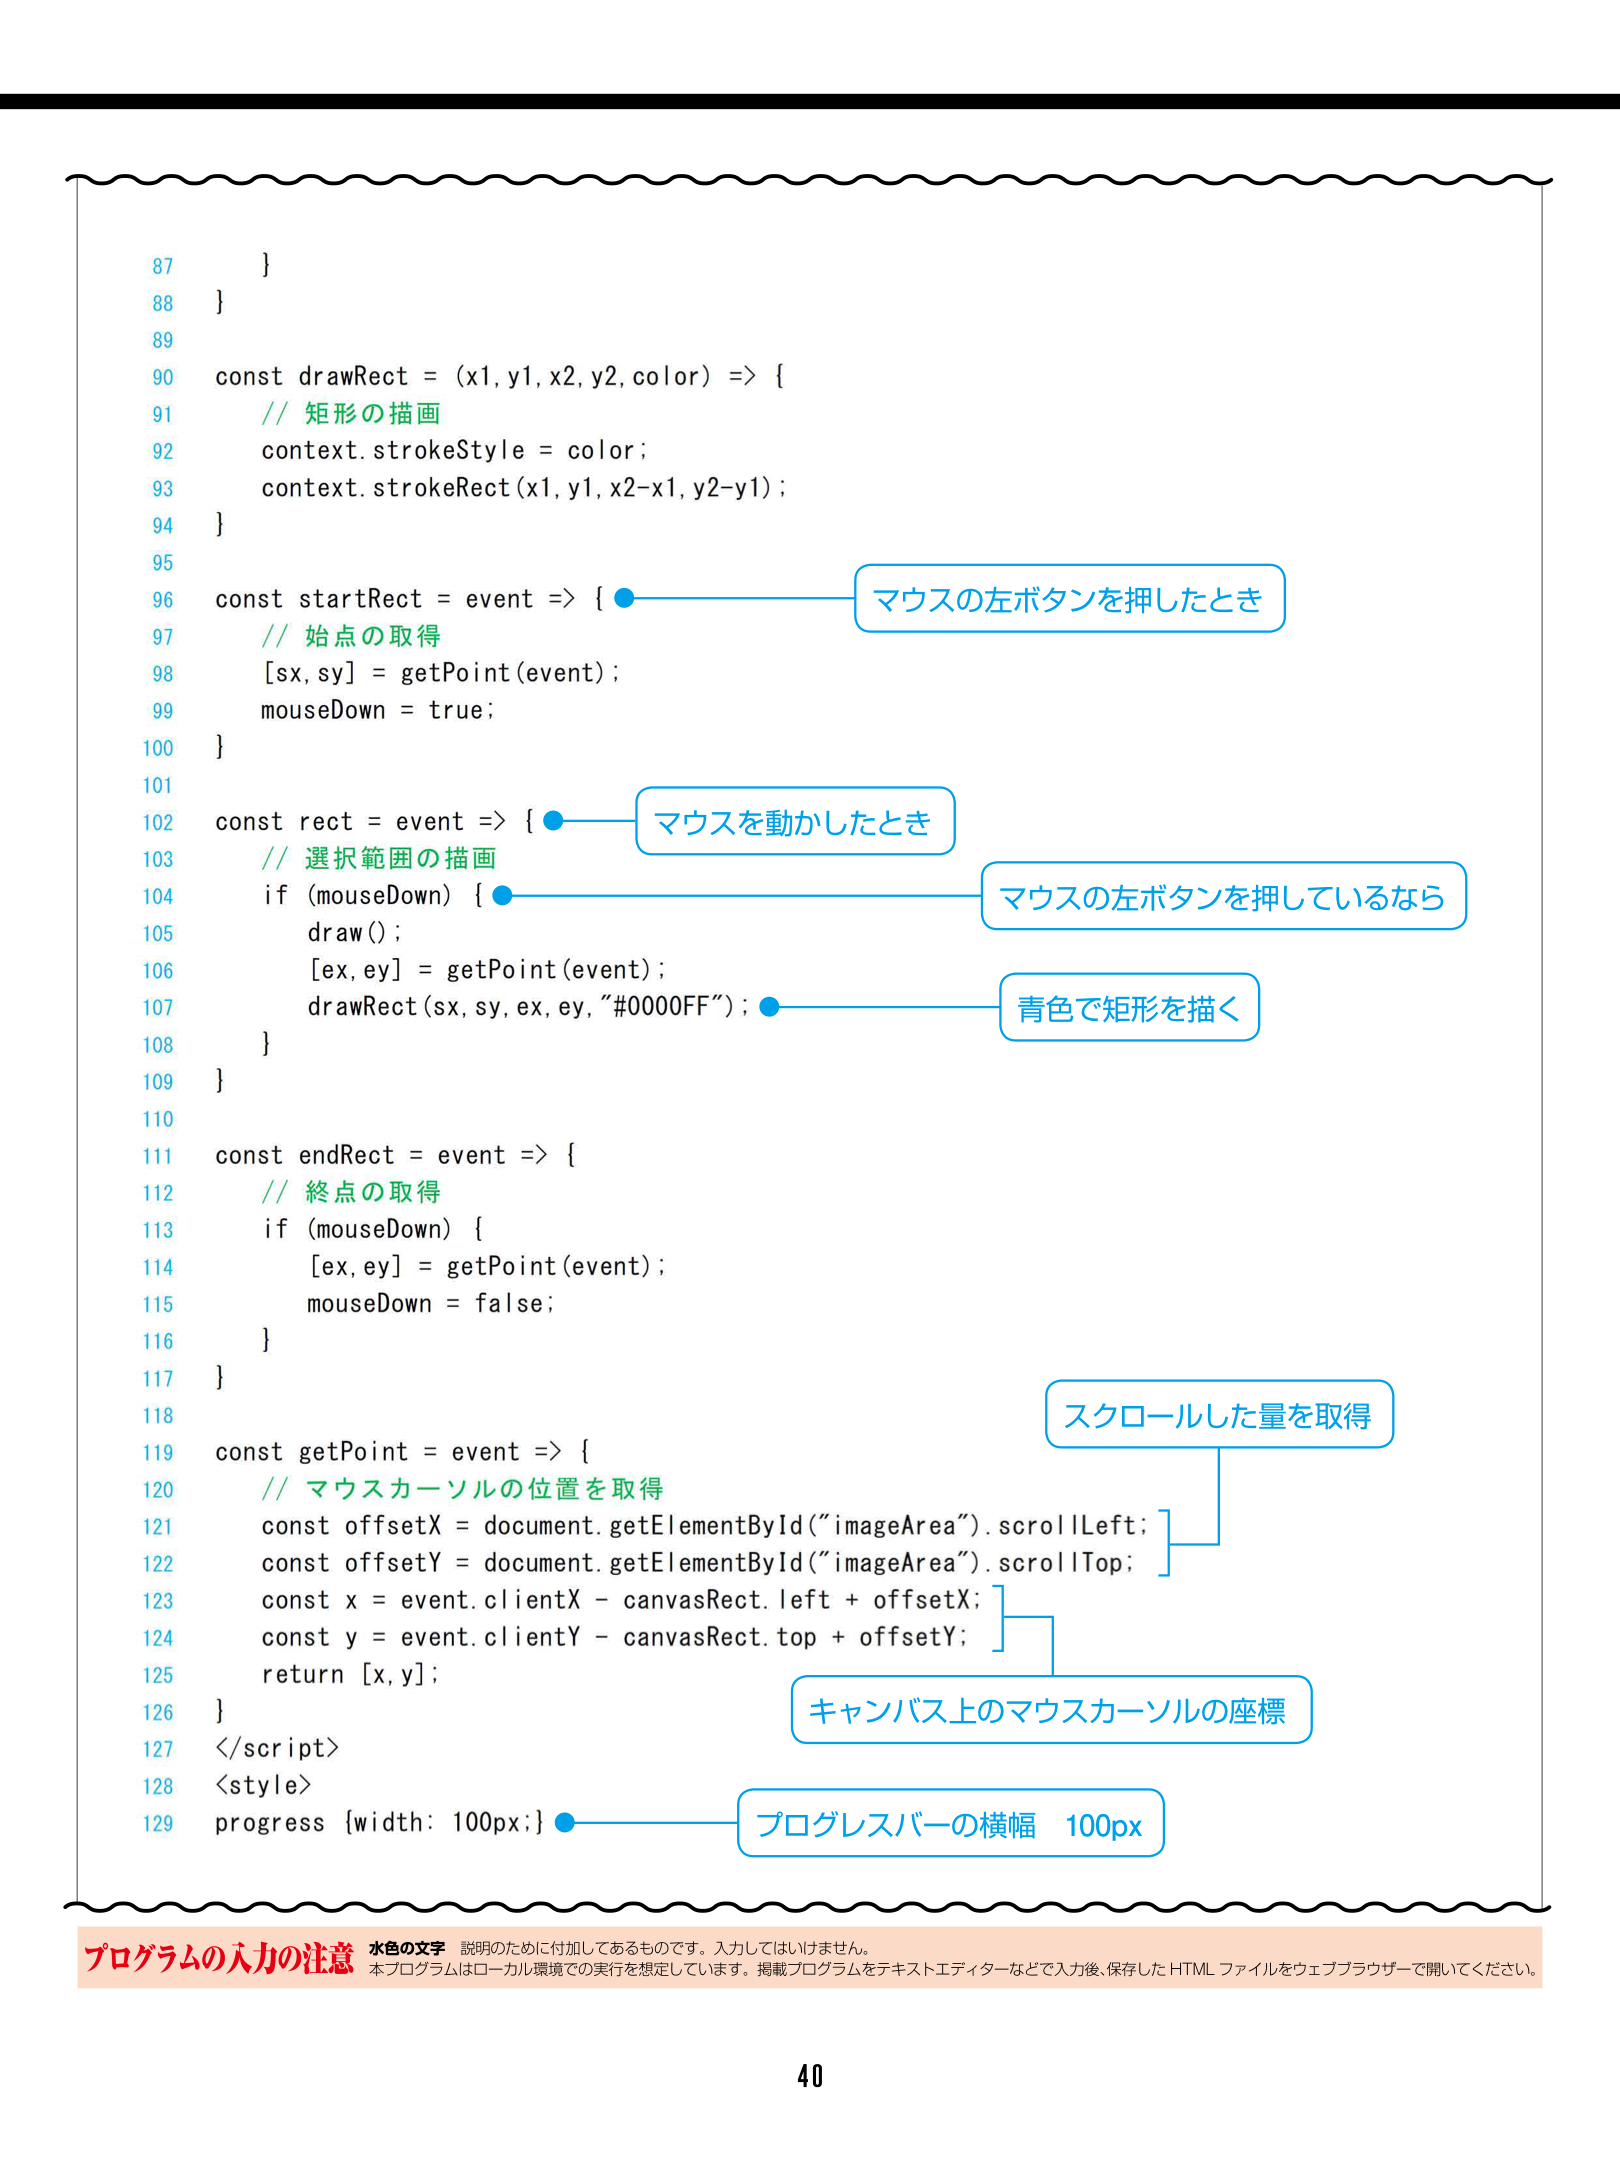 87 }
88 }
89
90 const drawRect = (x1,y1,x2,y2,color) => {
91 // 矩形の描画
92 context.strokeStyle = color;
93 context.strokeRect(x1,y1,x2-x1,y2-y1);
94 }
95
96 const startRect = event => { マウスの左ボタンを押したとき
97 // 始点の取得
98 [sx,sy] = getPoint(event);
99 mouseDown = true;
100 }
101
102 const rect = event => { マウスを動かしたとき
103 // 選択範囲の描画
104 if (mouseDown) { マウスの左ボタンを押しているなら
105 draw();
106 [ex,ey] = getPoint(event);
107 drawRect(sx,sy,ex,ey,"#0000FF"); 青色で矩形を描く
108 }
109 }
110
111 const endRect = event => {
112 // 終点の取得
113 if (mouseDown) {
114 [ex,ey] = getPoint(event);
115 mouseDown = false;
116 }
117 }
118
スクロールした量を取得
119 const getPoint = event => {
120 // マウスカーソルの位置を取得
121 const offsetX = document.getElementById("imageArea").scrollLeft;
122 const offsetY = document.getElementById("imageArea").scrollTop;
123 const x = event.clientX - canvasRect.left + offsetX;
124 const y = event.clientY - canvasRect.top + offsetY;
125 return [x,y];
126 }
キャンバス上のマウスカーソルの座標
127 </script>
128 <style>
129 progress {width: 100px;} プログレスバーの横幅　100px
プログラムの入力の注意
水色の文字　説明のために付加してあるものです。入力してはいけません。
本プログラムはローカル環境での実行を想定しています。掲載プログラムをテキストエディターなどで入力後、保存した HTML ファイルをウェブブラウザーで開いてください。
40